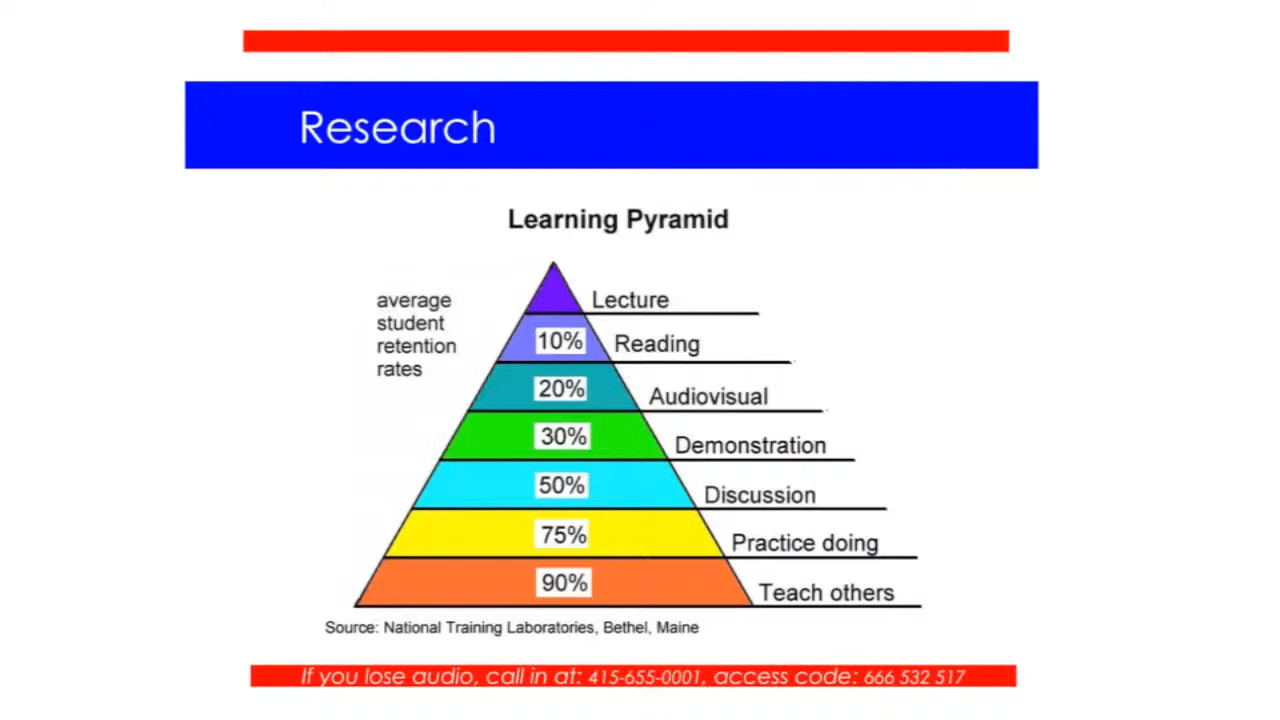 Research
Learning Pyramid
average
student
retention
rates
Lecture
10% Reading
20% Audiovisual
30% Demonstration
50% Discussion
75% Practice doing
90% Teach others
Source: National Training Laboratories, Bethel, Maine
If you lose audio, call in at: 415-655-0001, access code: 666 532 517